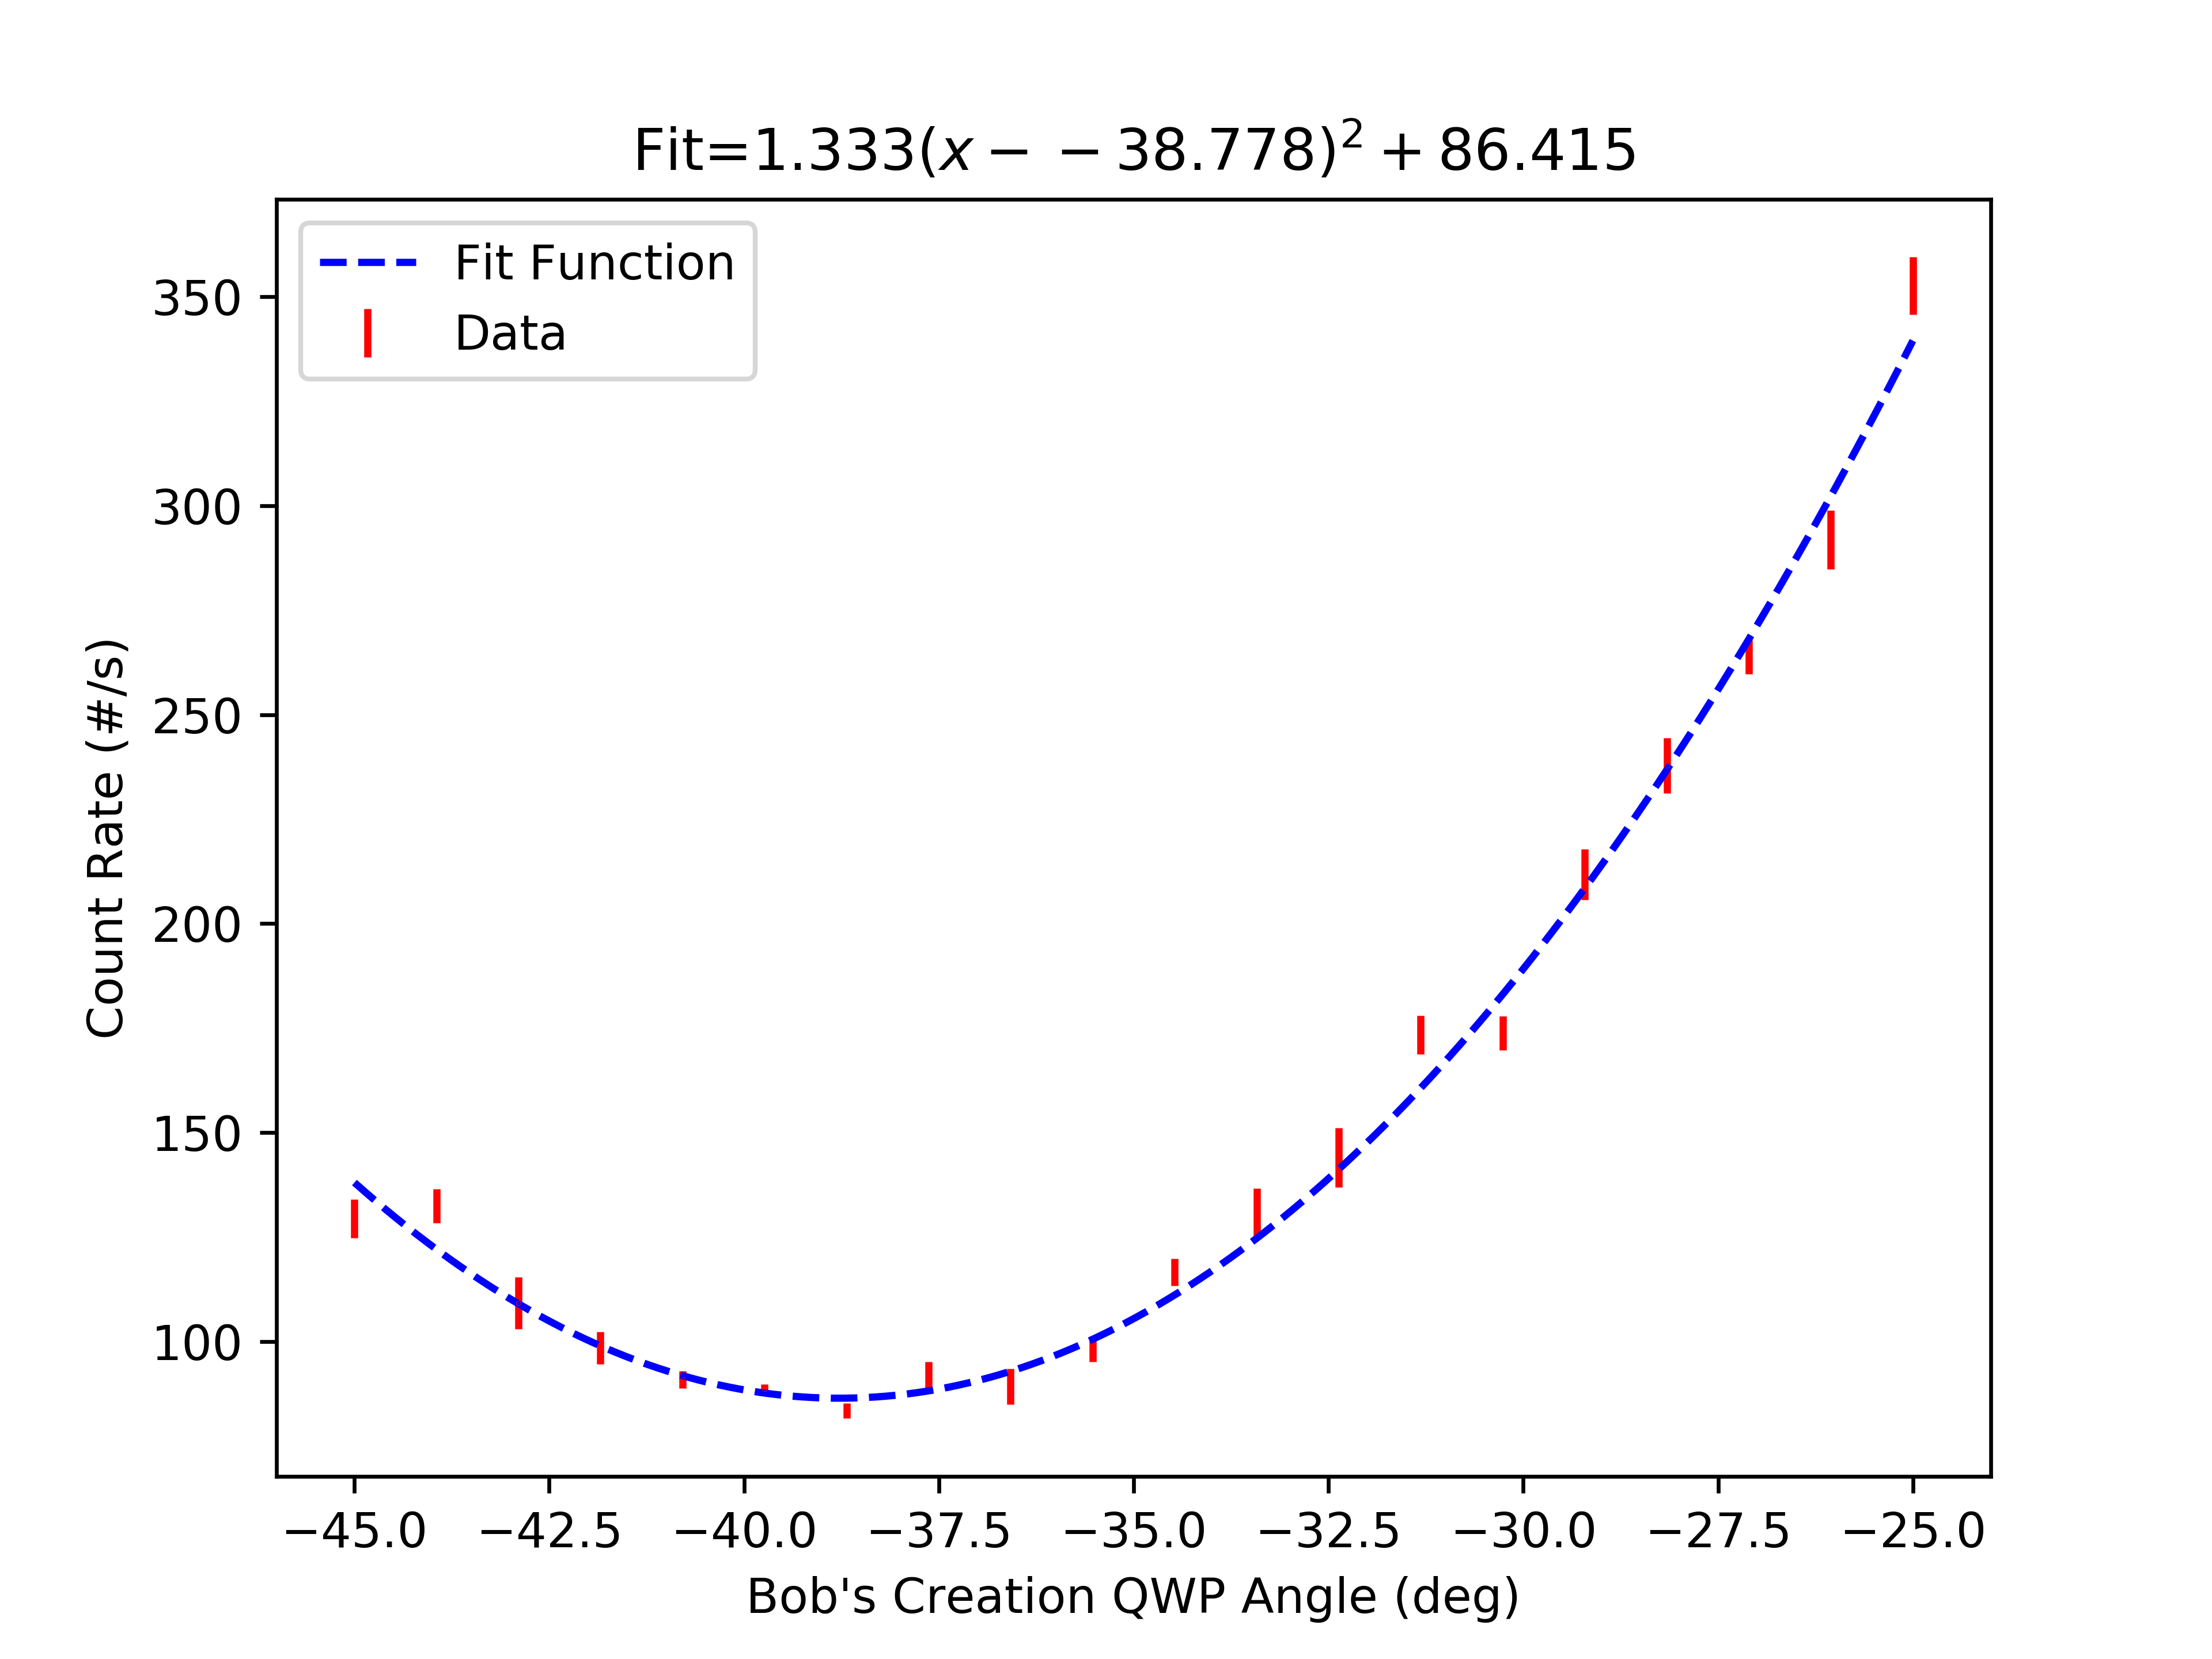 Fit=1.333(x − −38.778)² + 86.415
Fit Function
Data
350
300
250
200
150
100
Count Rate (#/s)
−45.0 −42.5 −40.0 −37.5 −35.0 −32.5 −30.0 −27.5 −25.0
Bob's Creation QWP Angle (deg)